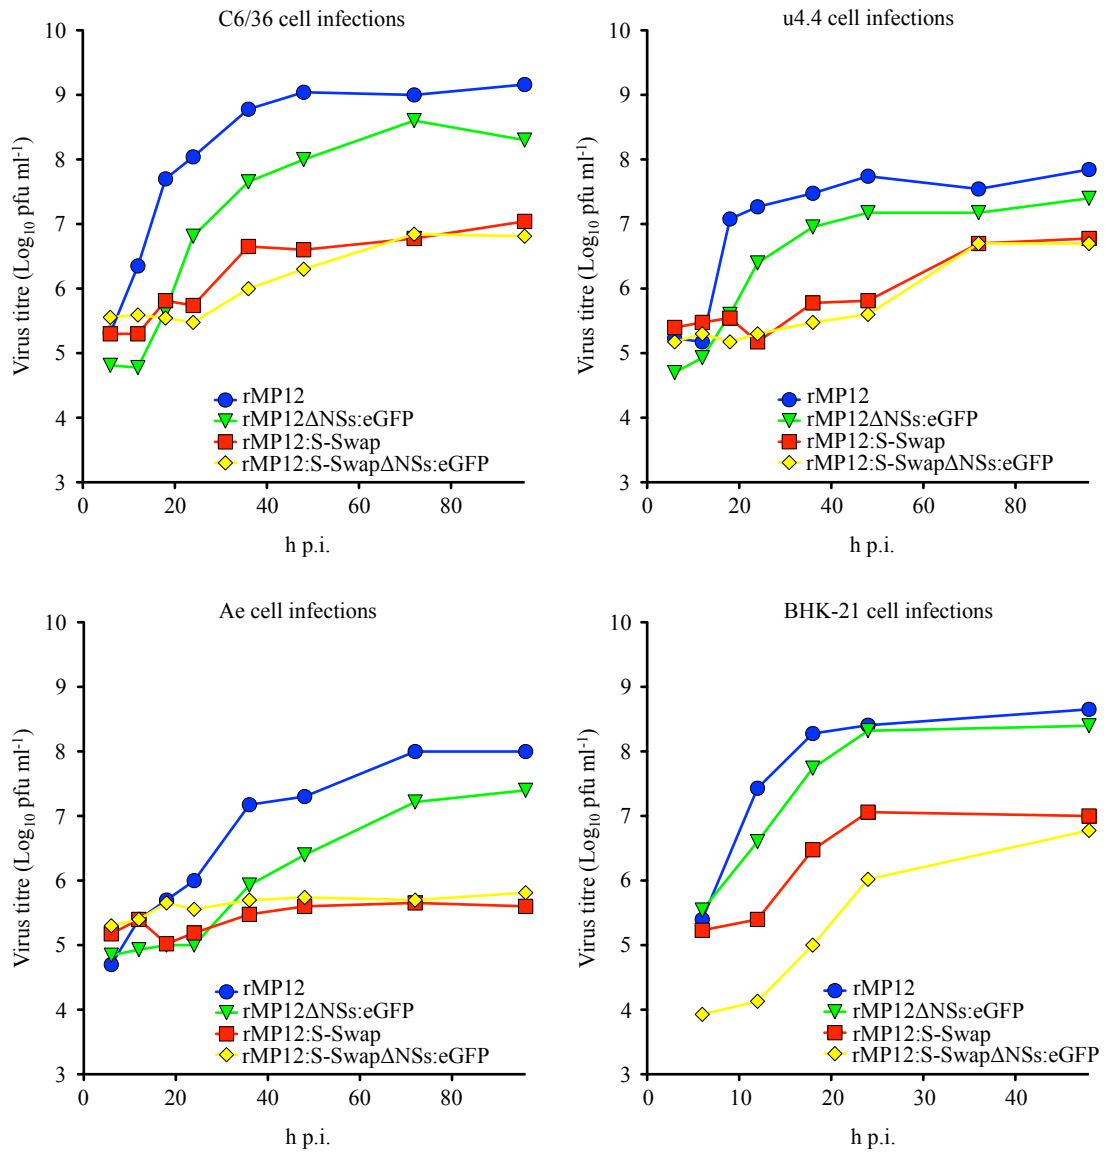 C6/36 cell infections
Virus titre (Log₁₀ pfu ml⁻¹)
10
9
8
7
6
5
4
3
0
20
40
60
80
h p.i.
rMP12
rMP12ΔNSs:eGFP
rMP12:S-Swap
rMP12:S-SwapΔNSs:eGFP
u4.4 cell infections
Virus titre (Log₁₀ pfu ml⁻¹)
10
9
8
7
6
5
4
3
0
20
40
60
80
h p.i.
rMP12
rMP12ΔNSs:eGFP
rMP12:S-Swap
rMP12:S-SwapΔNSs:eGFP
Ae cell infections
Virus titre (Log₁₀ pfu ml⁻¹)
10
9
8
7
6
5
4
3
0
20
40
60
80
h p.i.
rMP12
rMP12ΔNSs:eGFP
rMP12:S-Swap
rMP12:S-SwapΔNSs:eGFP
BHK-21 cell infections
Virus titre (Log₁₀ pfu ml⁻¹)
10
9
8
7
6
5
4
3
0
10
20
30
40
h p.i.
rMP12
rMP12ΔNSs:eGFP
rMP12:S-Swap
rMP12:S-SwapΔNSs:eGFP